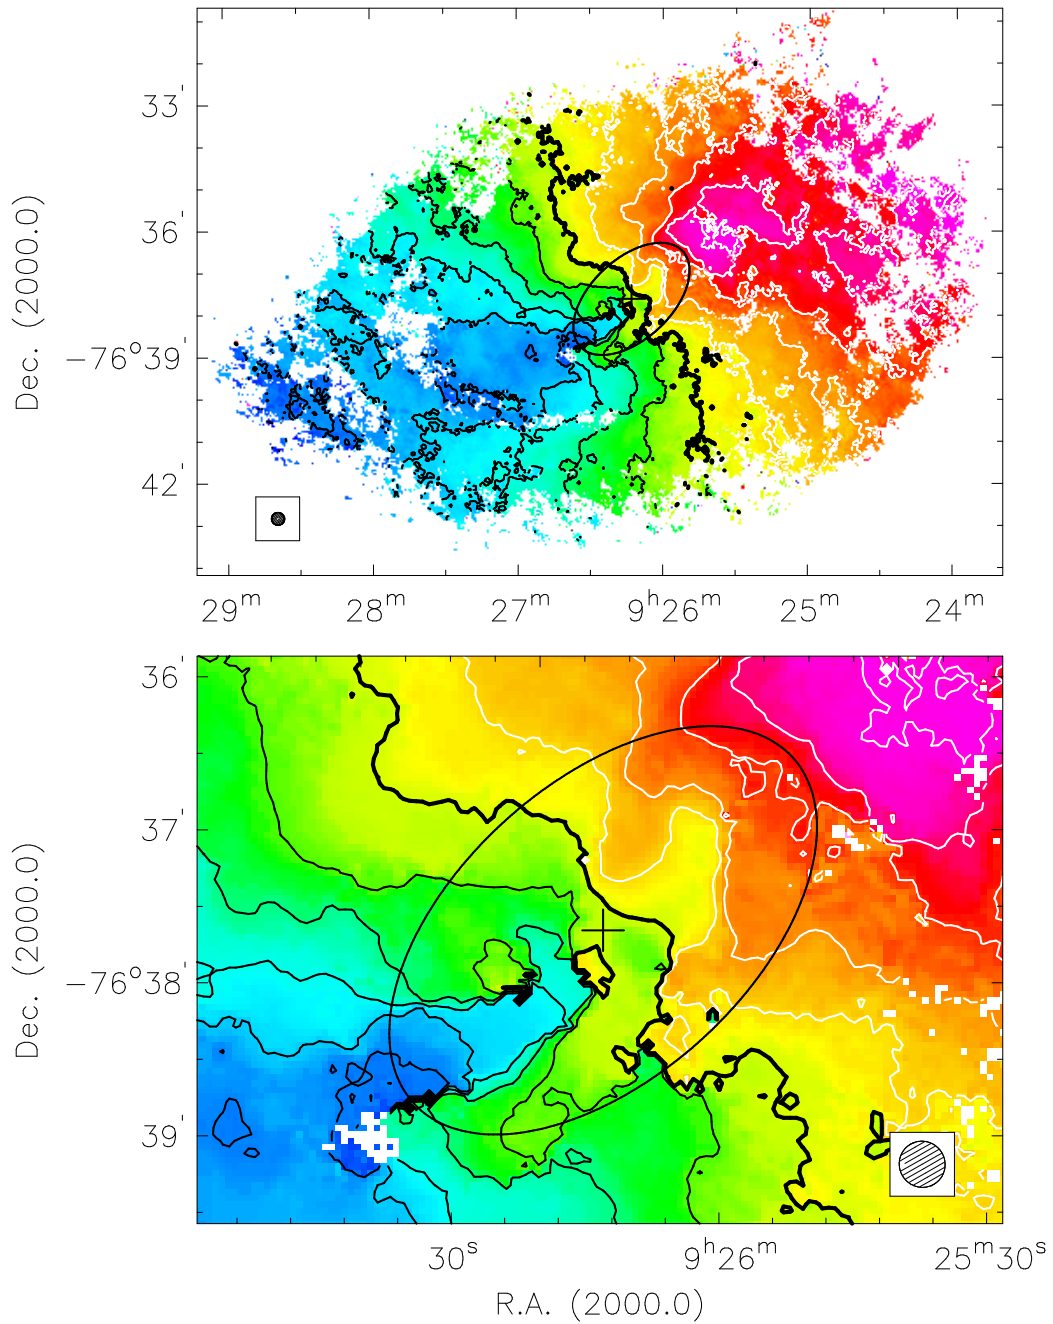 33'
36'
−76°39'
42'
Dec. (2000.0)
29ᵐ 28ᵐ 27ᵐ 9ʰ26ᵐ 25ᵐ 24ᵐ
36'
37'
−76°38'
39'
Dec. (2000.0)
30ˢ 9ʰ26ᵐ 25ᵐ30ˢ
R.A. (2000.0)